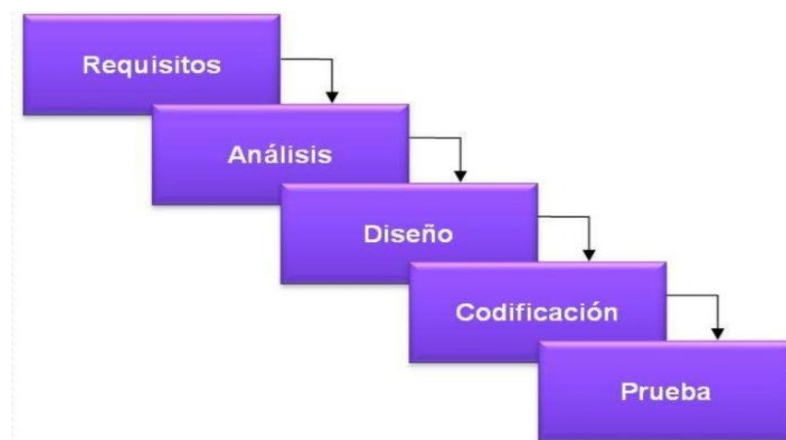 Requisitos
Análisis
Diseño
Codificación
Prueba